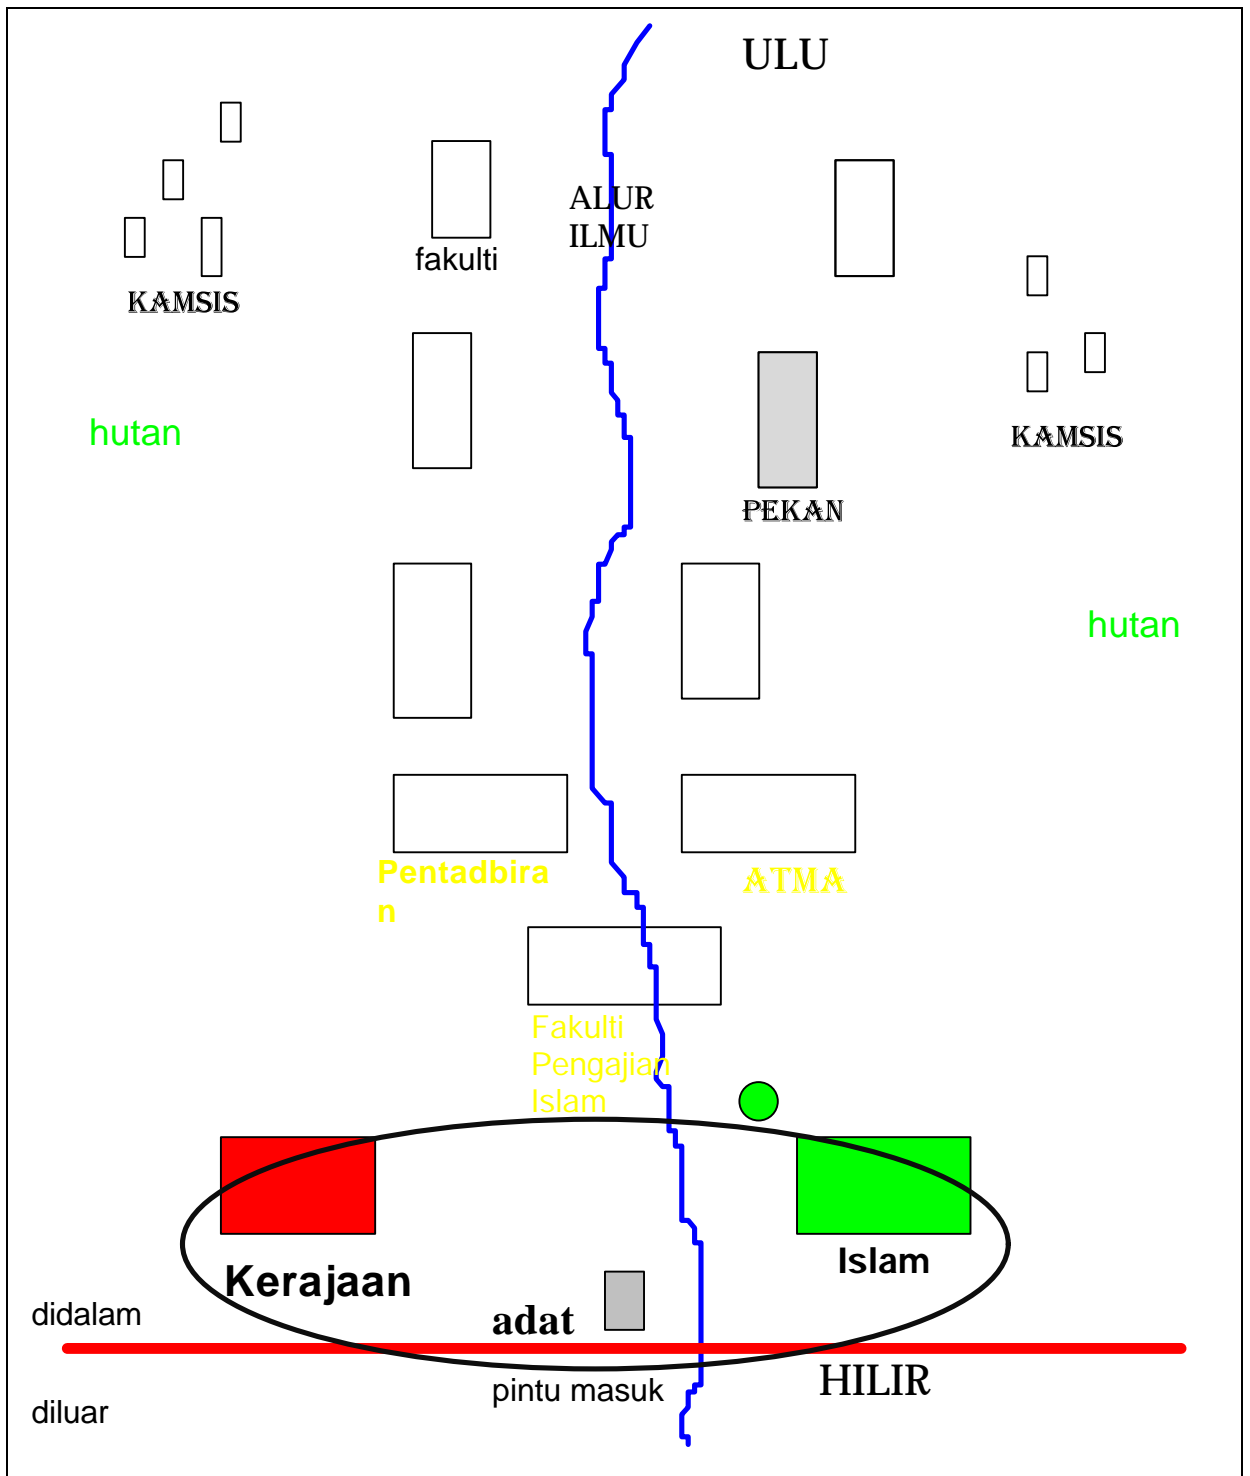 ULU
ALUR
ILMU
fakulti
KAMSIS
hutan
KAMSIS
PEKAN
hutan
Pentadbira
n
ATMA
Fakulti
Pengajian
Islam
Islam
Kerajaan
didalam
adat
HILIR
pintu masuk
diluar